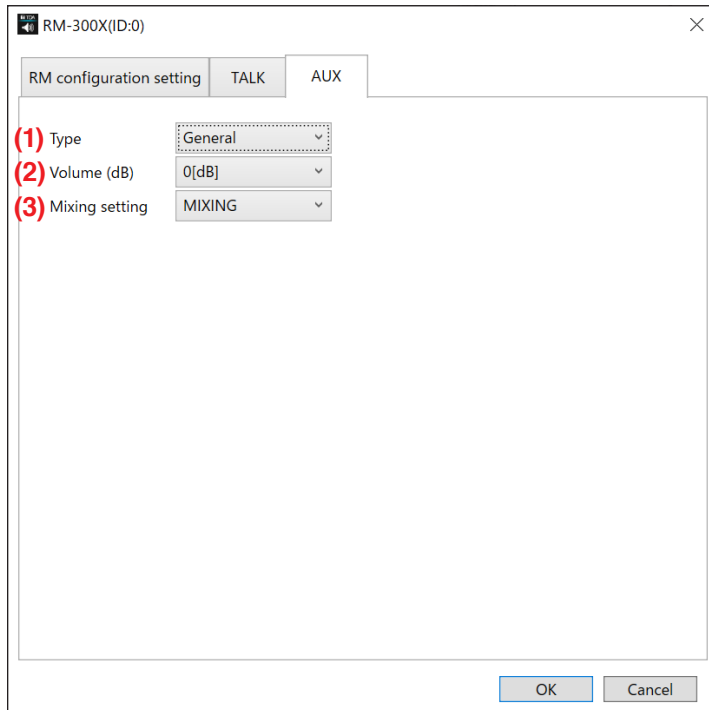 RM-300X(ID:0)
RM configuration setting TALK AUX
(1) Type General
(2) Volume (dB) 0[dB]
(3) Mixing setting MIXING
OK Cancel